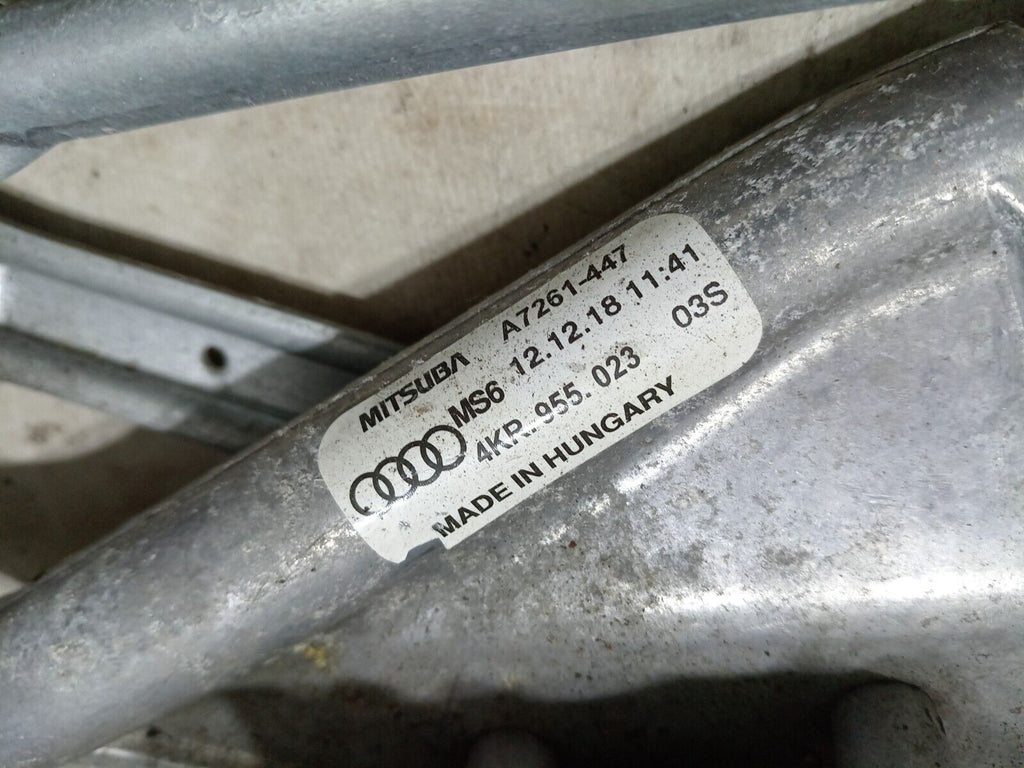 MITSUBA A7261-447
MS6 12.12.18 11:41
4KR.955.023 03S
MADE IN HUNGARY